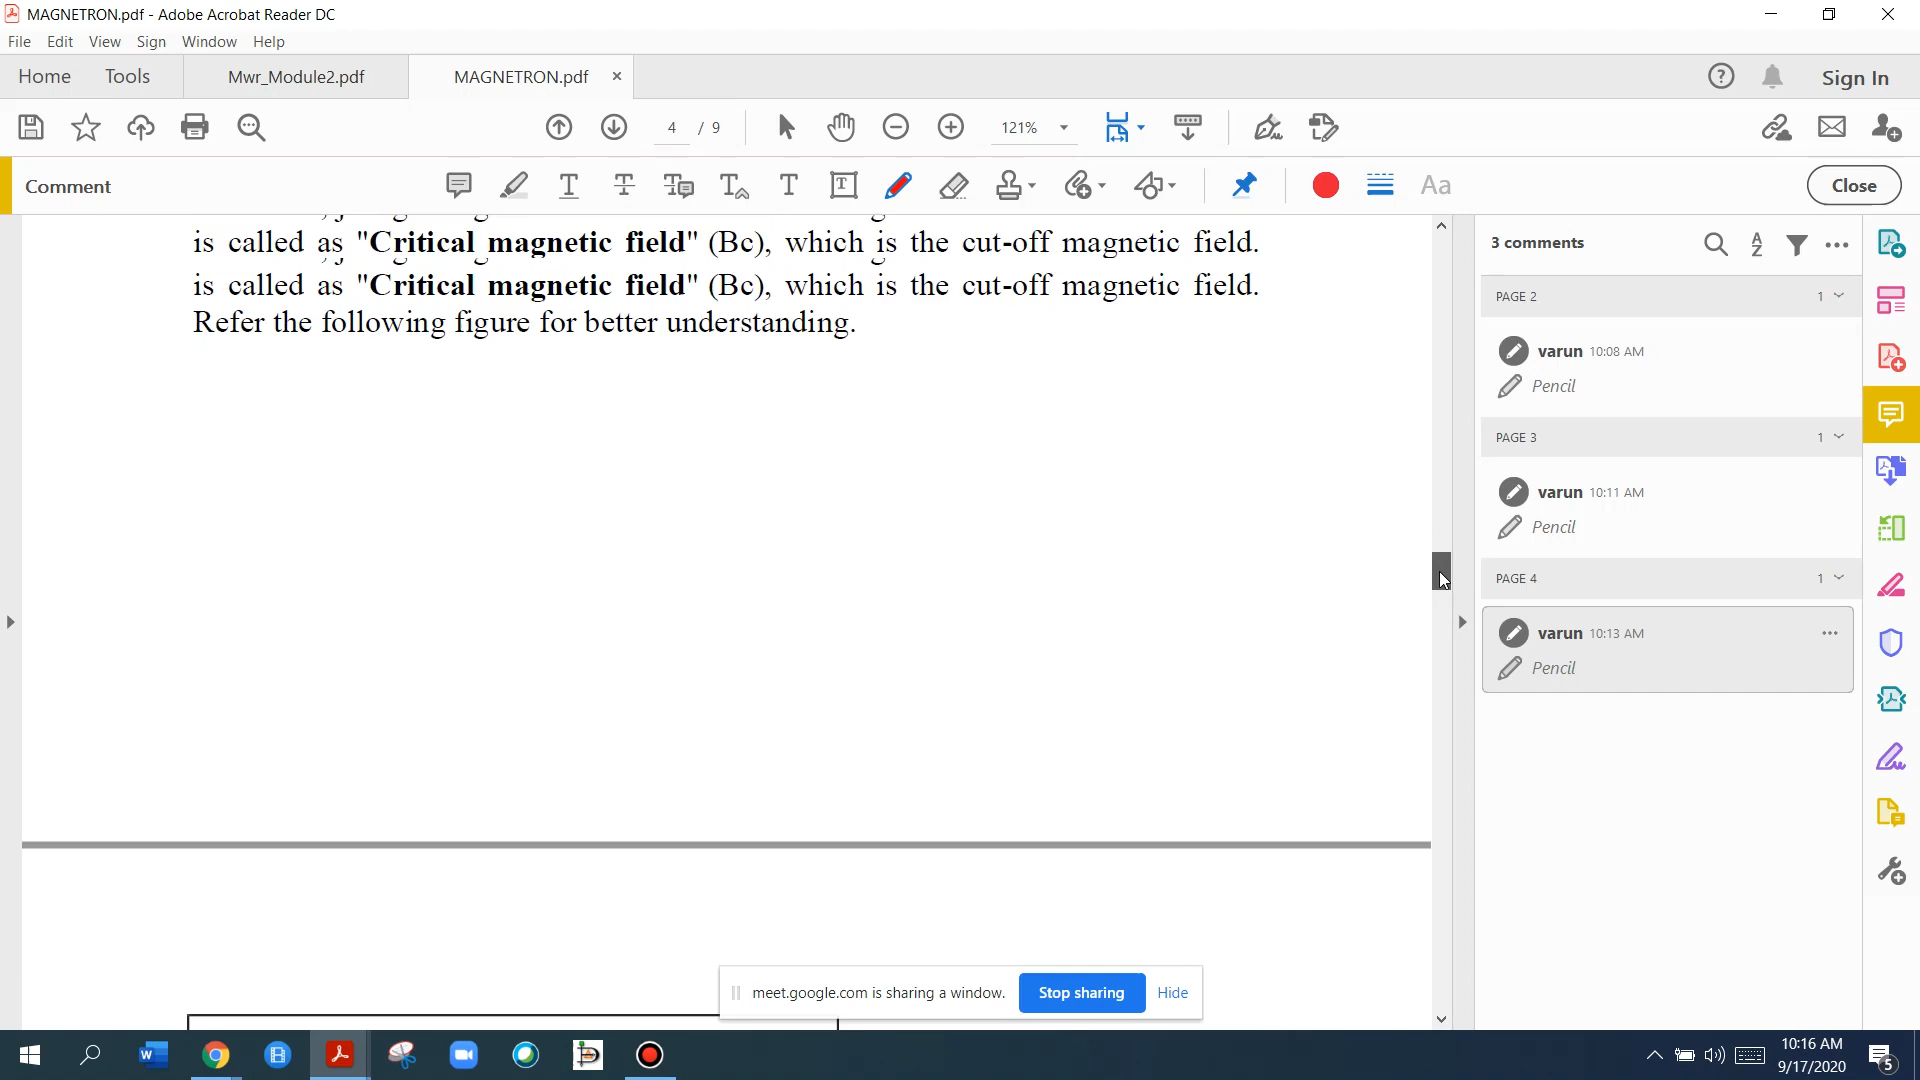 MAGNETRON.pdf - Adobe Acrobat Reader DC
File Edit View Sign Window Help
Home Tools Mwr_Module2.pdf MAGNETRON.pdf × Sign In
4 / 9 121%
Comment Close
is called as "Critical magnetic field" (Bc), which is the cut-off magnetic field.
is called as "Critical magnetic field" (Bc), which is the cut-off magnetic field.
Refer the following figure for better understanding.
3 comments
PAGE 2 1
varun 10:08 AM
Pencil
PAGE 3 1
varun 10:11 AM
Pencil
PAGE 4 1
varun 10:13 AM
Pencil
meet.google.com is sharing a window. Stop sharing Hide
10:16 AM
9/17/2020
5